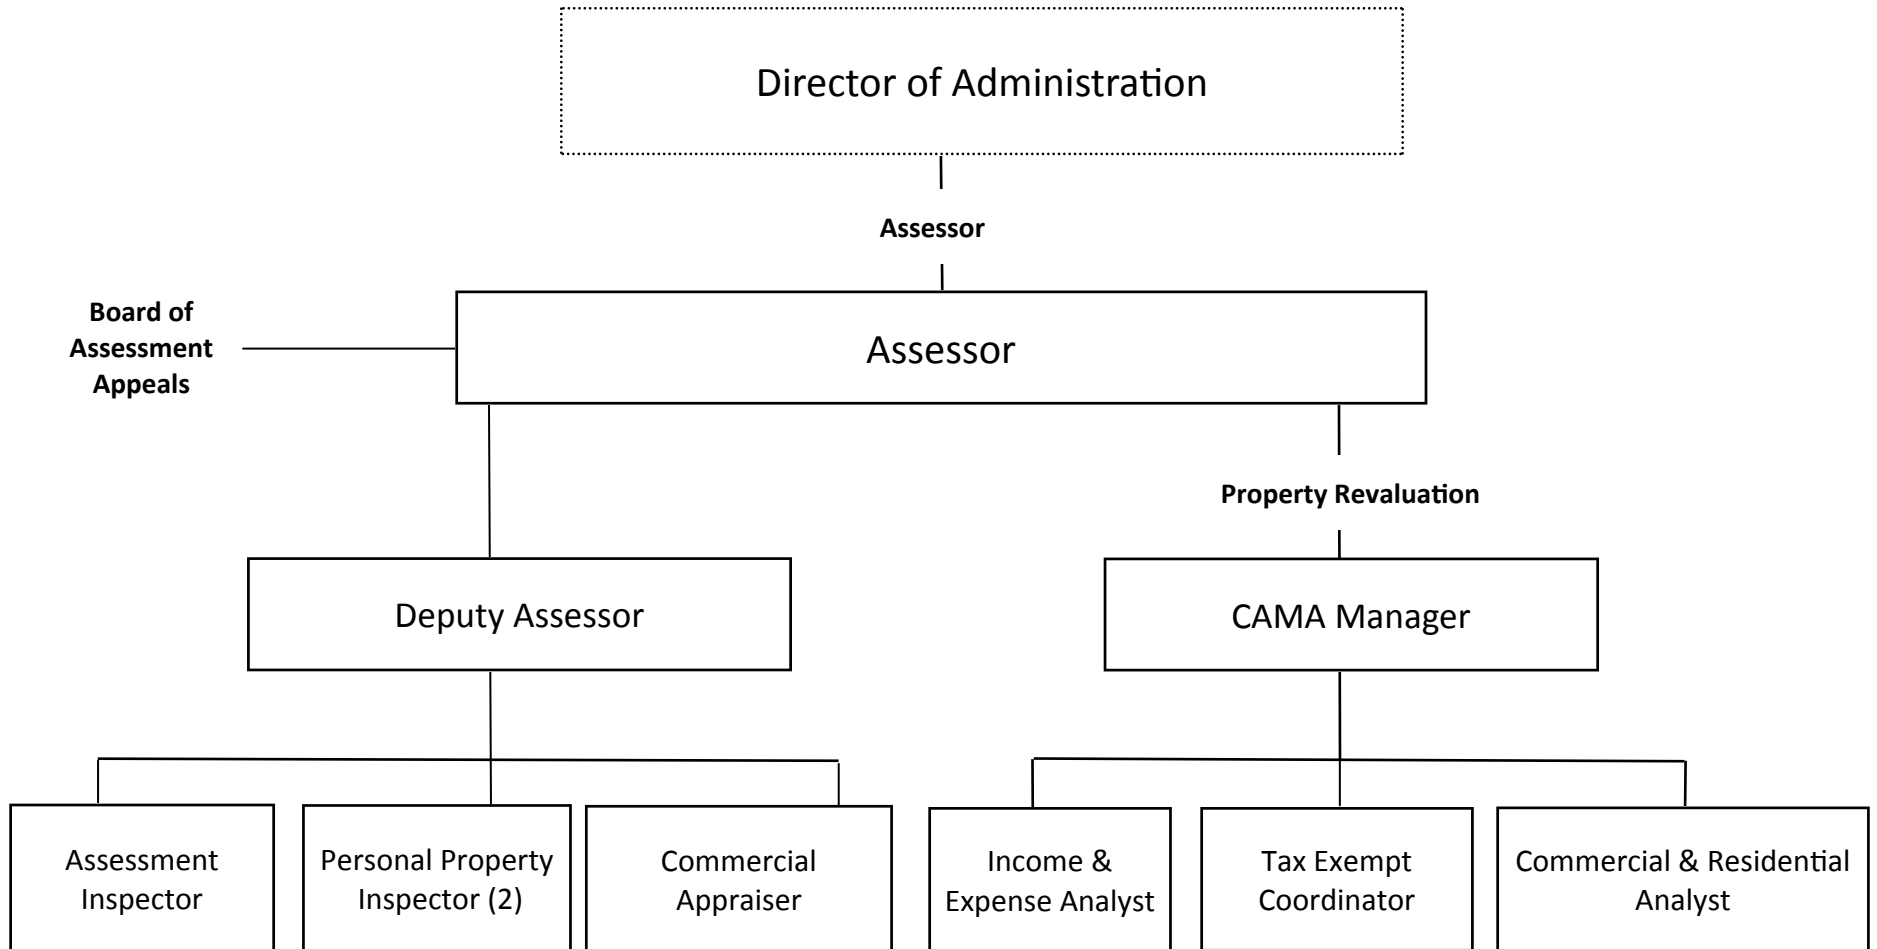 Director of Administration
Assessor
Board of
Assessment
Appeals
Assessor
Property Revaluation
Deputy Assessor
CAMA Manager
Assessment
Inspector
Personal Property
Inspector (2)
Commercial
Appraiser
Income &
Expense Analyst
Tax Exempt
Coordinator
Commercial & Residential
Analyst